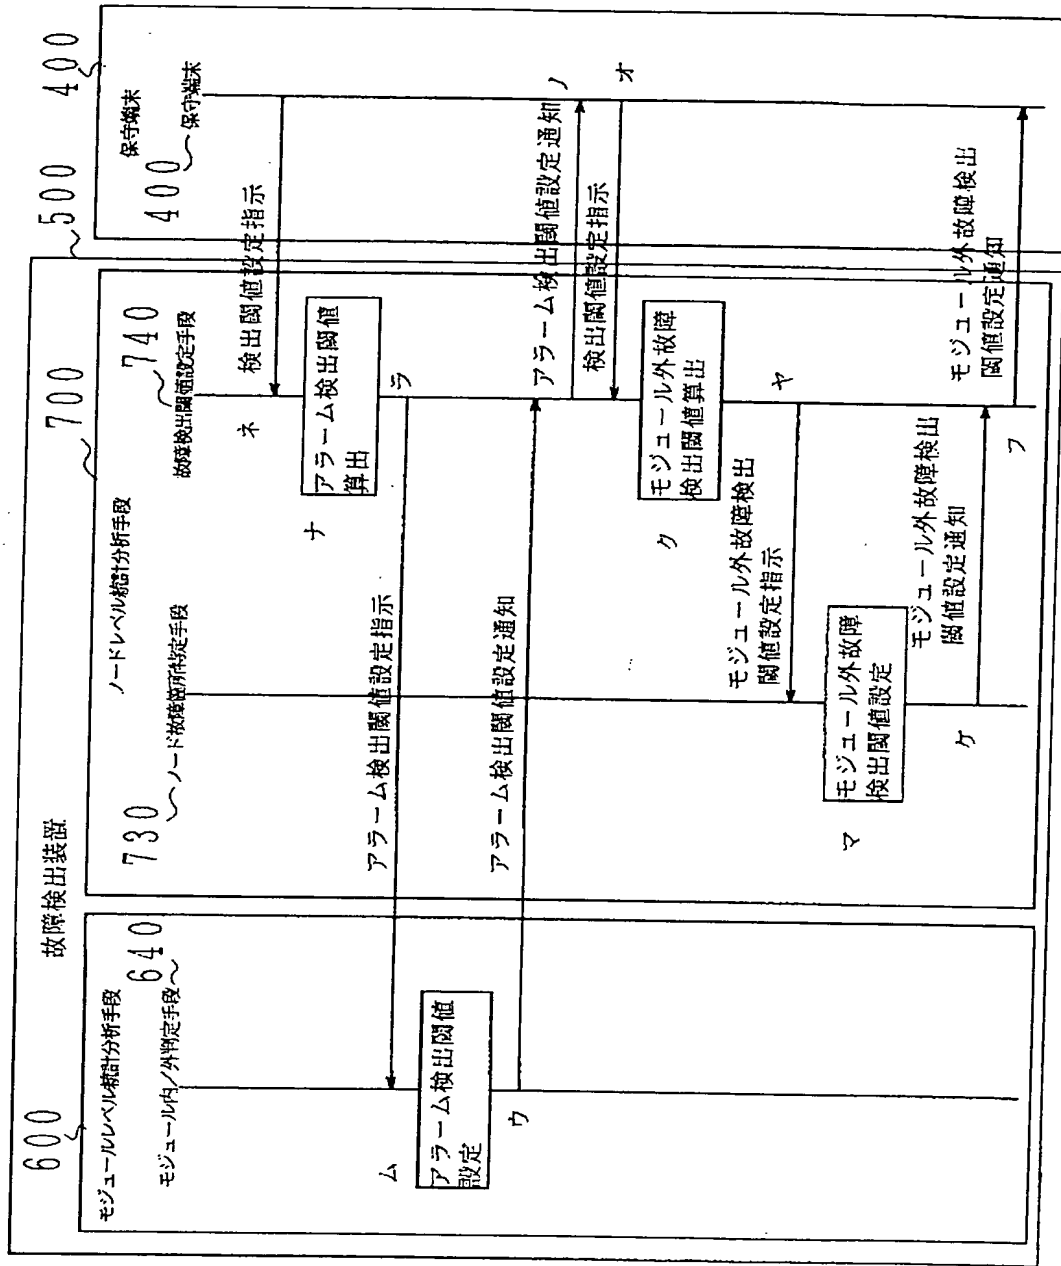 故障検出装置
500
400
600
モジュールレベル統計分析手段
モジュール内/外判定手段
640
700
ノードレベル統計分析手段
730
ノード故障箇所特定手段
740
故障検出閾値設定手段
保守端末
400
保守端末
検出閾値設定指示
ネ
ナ
アラーム検出閾値
算出
ラ
アラーム検出閾値設定指示
ム
アラーム検出閾値
設定
ウ
アラーム検出閾値設定通知
アラーム検出閾値設定通知
ノ
検出閾値設定指示
オ
ク
モジュール外故障
検出閾値算出
ヤ
モジュール外故障検出
閾値設定指示
マ
モジュール外故障
検出閾値設定
ケ
モジュール外故障検出
閾値設定通知
フ
モジュール外故障検出
閾値設定通知